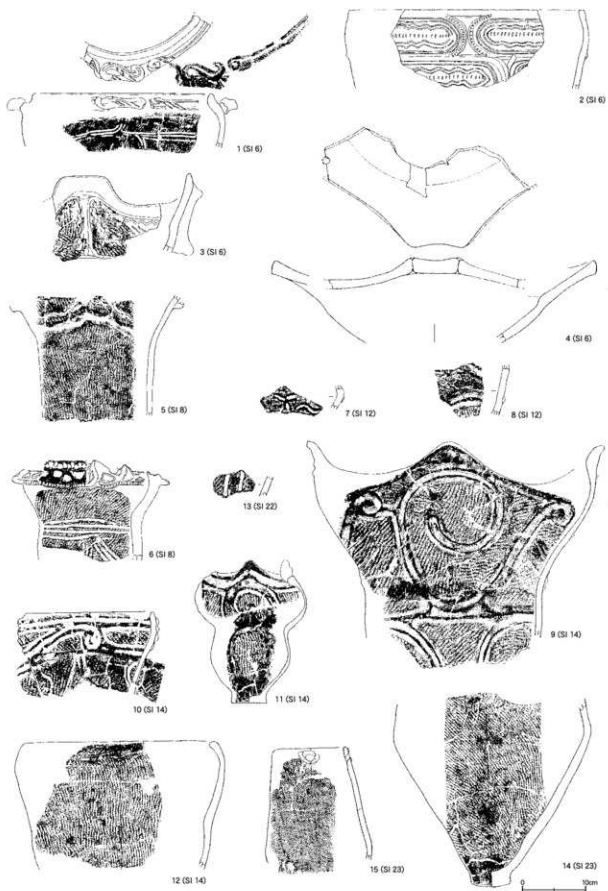 2 (SI 6)
1 (SI 6)
3 (SI 6)
4 (SI 6)
5 (SI 8)
7 (SI 12)
8 (SI 12)
13 (SI 22)
6 (SI 8)
9 (SI 14)
10 (SI 14)
11 (SI 14)
12 (SI 14)
15 (SI 23)
14 (SI 23)
0 10cm